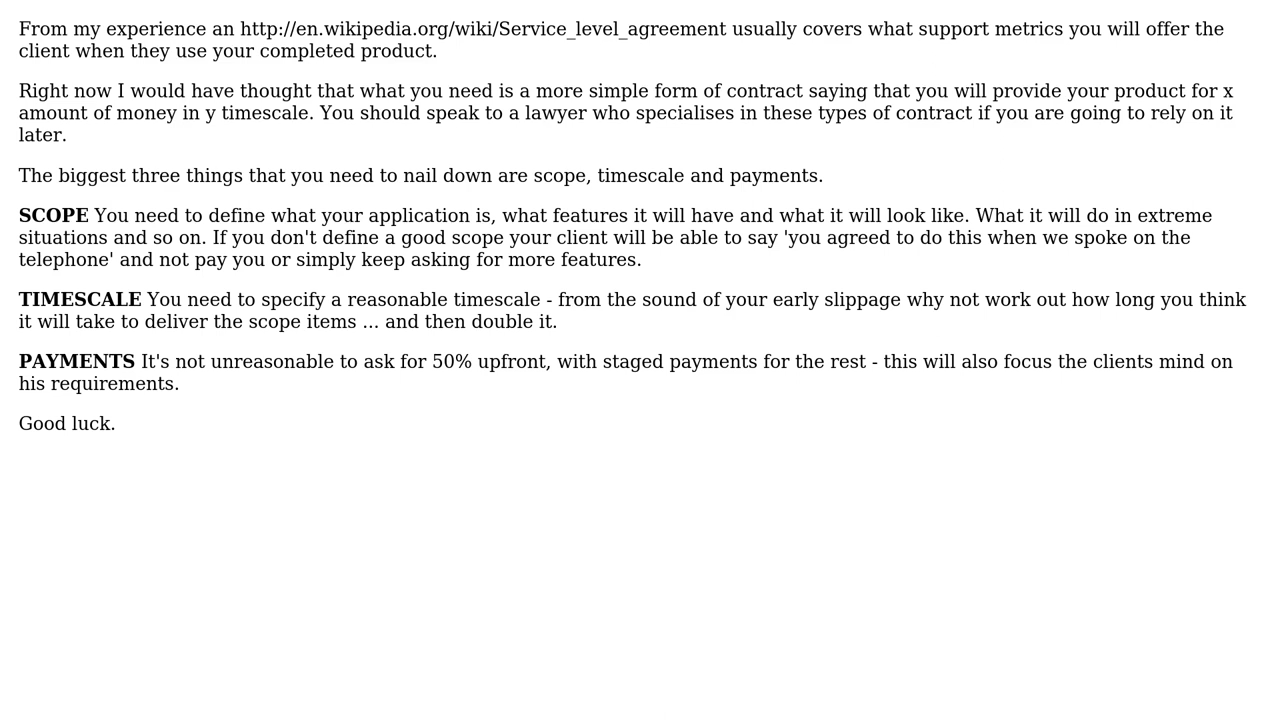 From my experience an http://en.wikipedia.org/wiki/Service_level_agreement usually covers what support metrics you will offer the
client when they use your completed product.
Right now I would have thought that what you need is a more simple form of contract saying that you will provide your product for x
amount of money in y timescale. You should speak to a lawyer who specialises in these types of contract if you are going to rely on it
later.
The biggest three things that you need to nail down are scope, timescale and payments.
SCOPE You need to define what your application is, what features it will have and what it will look like. What it will do in extreme
situations and so on. If you don't define a good scope your client will be able to say 'you agreed to do this when we spoke on the
telephone' and not pay you or simply keep asking for more features.
TIMESCALE You need to specify a reasonable timescale - from the sound of your early slippage why not work out how long you think
it will take to deliver the scope items ... and then double it.
PAYMENTS It's not unreasonable to ask for 50% upfront, with staged payments for the rest - this will also focus the clients mind on
his requirements.
Good luck.